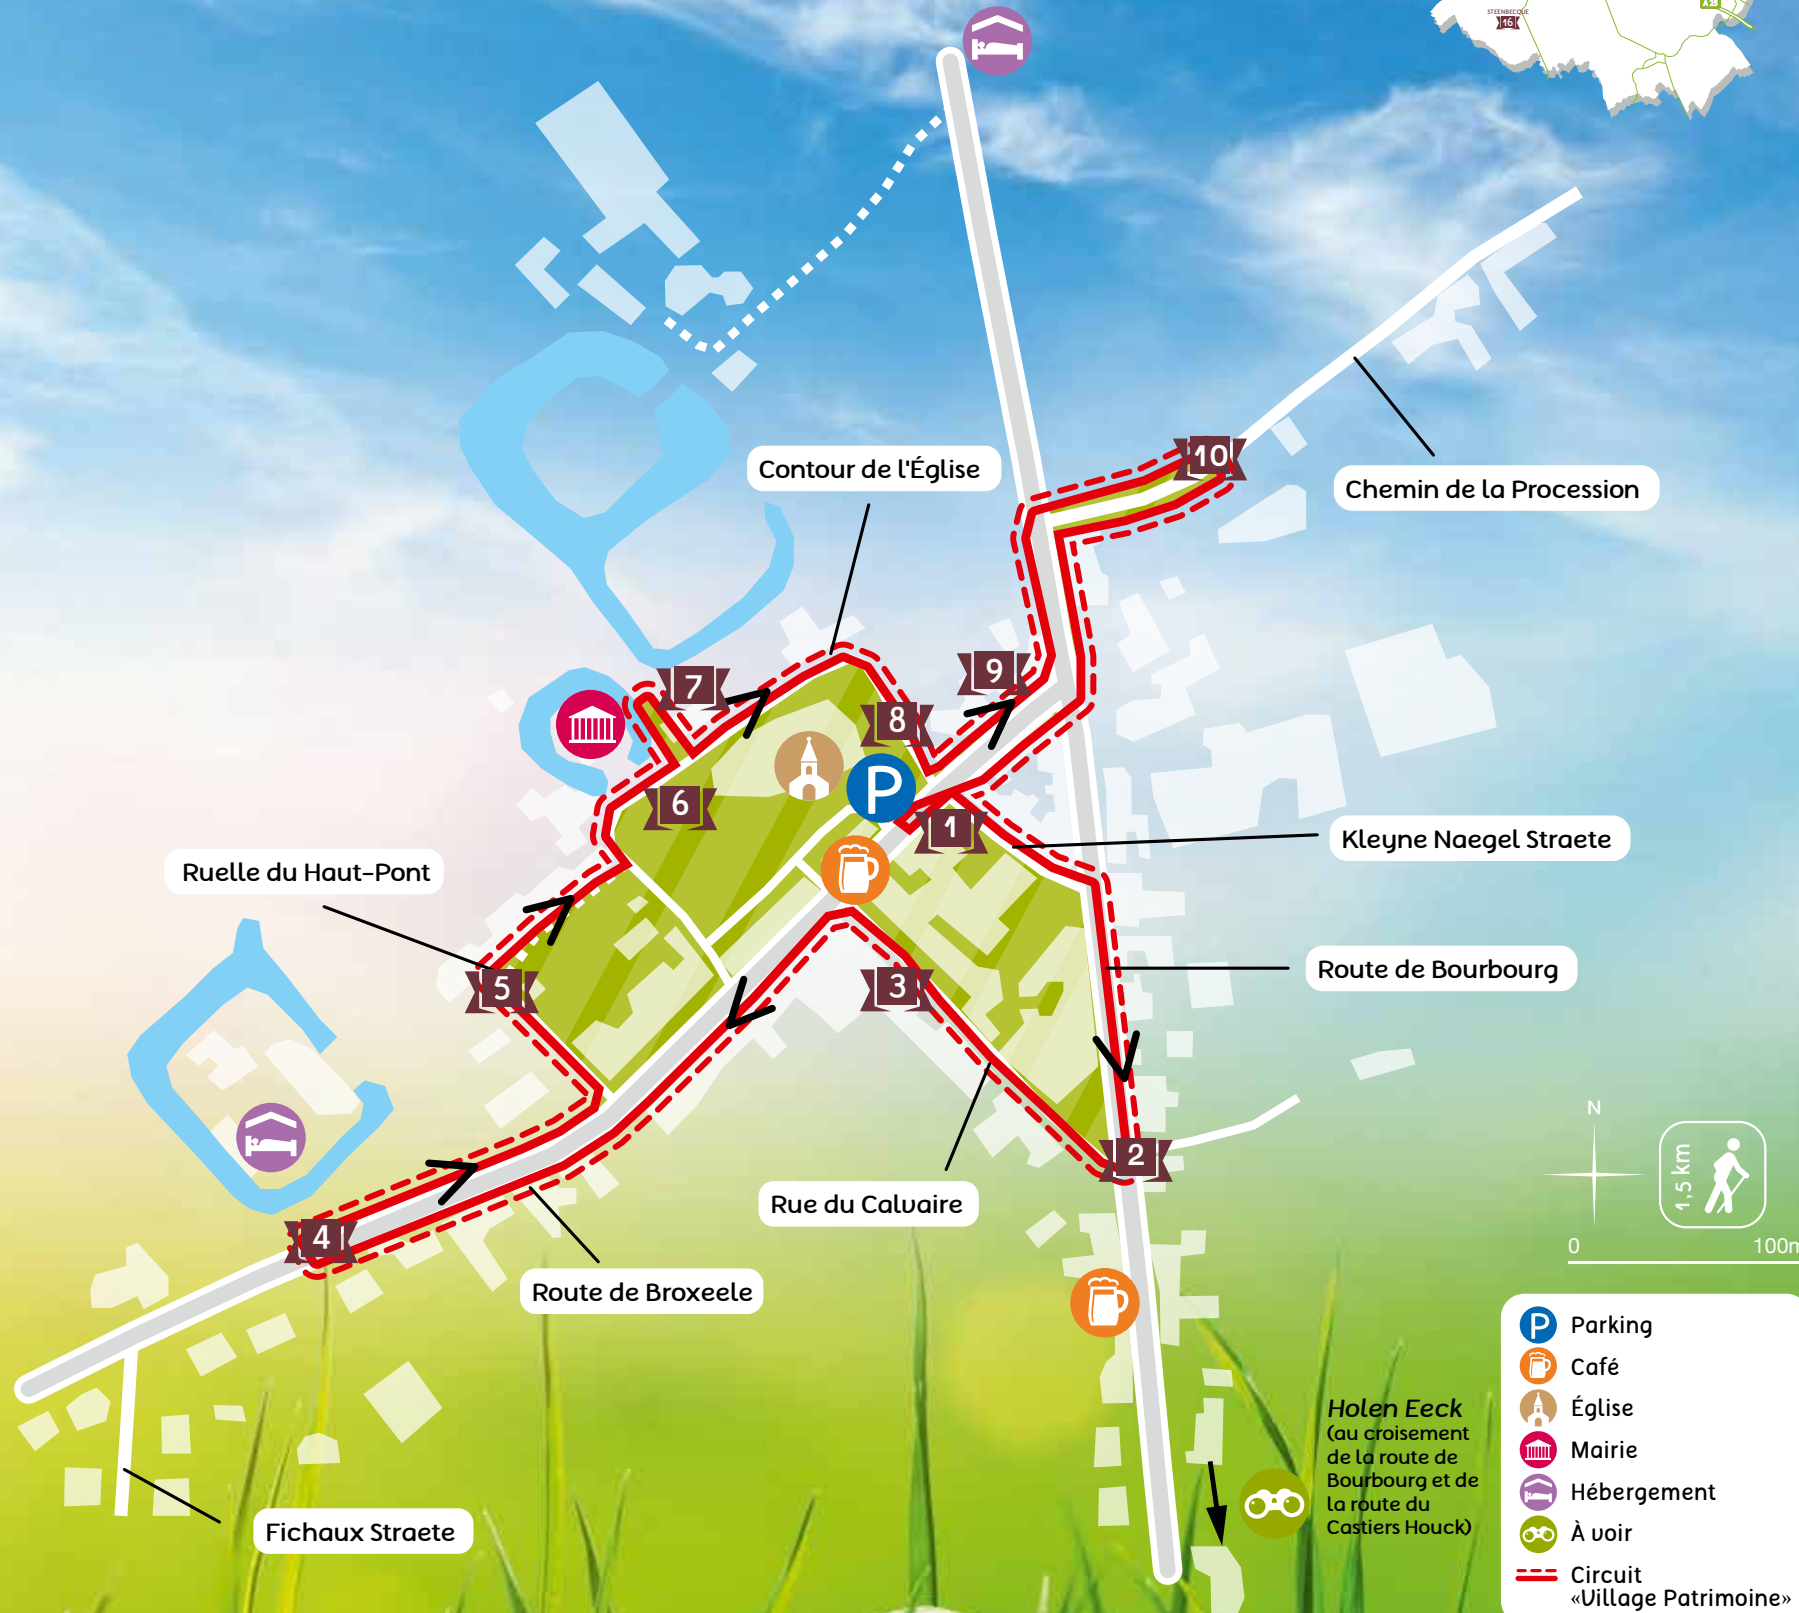 STEENBECQUE
16
A 25
10
Contour de l'Église
Chemin de la Procession
9
7
8
6
P
1
Kleyne Naegel Straete
Ruelle du Haut-Pont
Route de Bourbourg
5
3
2
N
1,5 km
Rue du Calvaire
4
0 100m
Route de Broxeele
Parking
Café
Église
Mairie
Hébergement
À voir
Circuit
«Village Patrimoine»
P
Holen Eeck
(au croisement
de la route de
Bourbourg et de
la route du
Castiers Houck)
Fichaux Straete